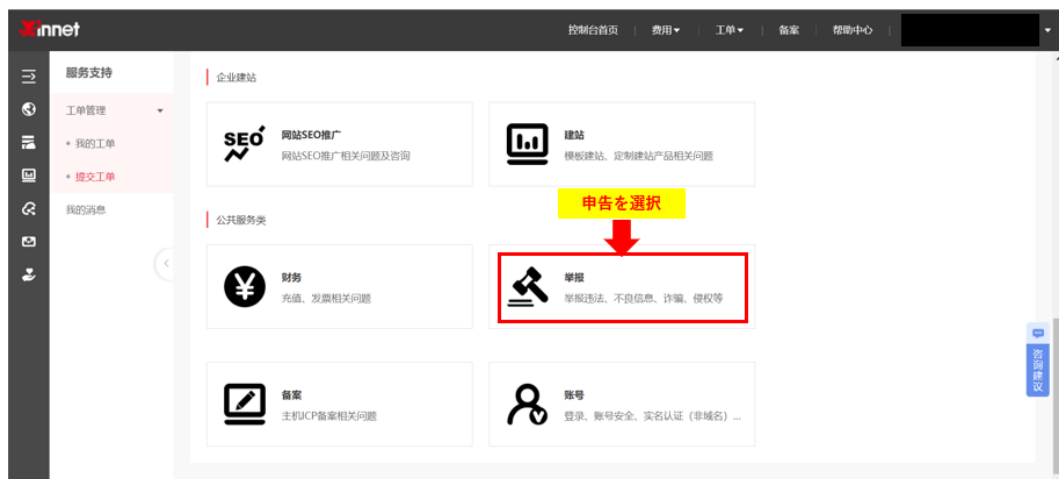 Xinnet
控制台首页
费用
工单
备案
帮助中心
服务支持
工单管理
我的工单
提交工单
我的消息
企业建站
SEO
网站SEO推广
网站SEO推广相关问题及咨询
建站
模板建站、定制建站产品相关问题
申告を選択
公共服务类
¥
财务
充值、发票相关问题
举报
举报违法、不良信息、诈骗、侵权等
备案
主机ICP备案相关问题
账号
登录、账号安全、实名认证（非域名）...
咨询建议